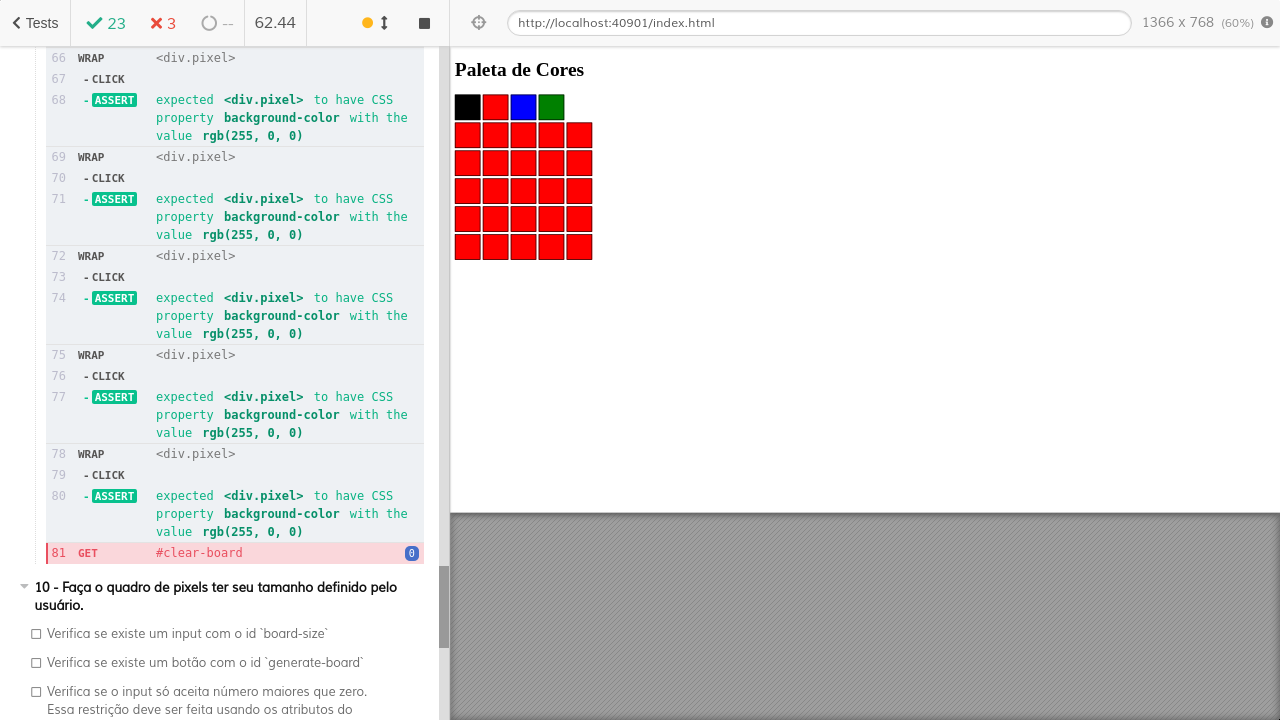 Tests 23 3 -- 62.44 http://localhost:40901/index.html 1366 x 768 (60%)
66 WRAP <div.pixel>
67 -CLICK
68 -ASSERT expected <div.pixel> to have CSS
property background-color with the
value rgb(255, 0, 0)
69 WRAP <div.pixel>
70 -CLICK
71 -ASSERT expected <div.pixel> to have CSS
property background-color with the
value rgb(255, 0, 0)
72 WRAP <div.pixel>
73 -CLICK
74 -ASSERT expected <div.pixel> to have CSS
property background-color with the
value rgb(255, 0, 0)
75 WRAP <div.pixel>
76 -CLICK
77 -ASSERT expected <div.pixel> to have CSS
property background-color with the
value rgb(255, 0, 0)
78 WRAP <div.pixel>
79 -CLICK
80 -ASSERT expected <div.pixel> to have CSS
property background-color with the
value rgb(255, 0, 0)
81 GET #clear-board 0
10 - Faça o quadro de pixels ter seu tamanho definido pelo
usuário.
Verifica se existe um input com o id `board-size`
Verifica se existe um botão com o id `generate-board`
Verifica se o input só aceita número maiores que zero.
Essa restrição deve ser feita usando os atributos do
Paleta de Cores